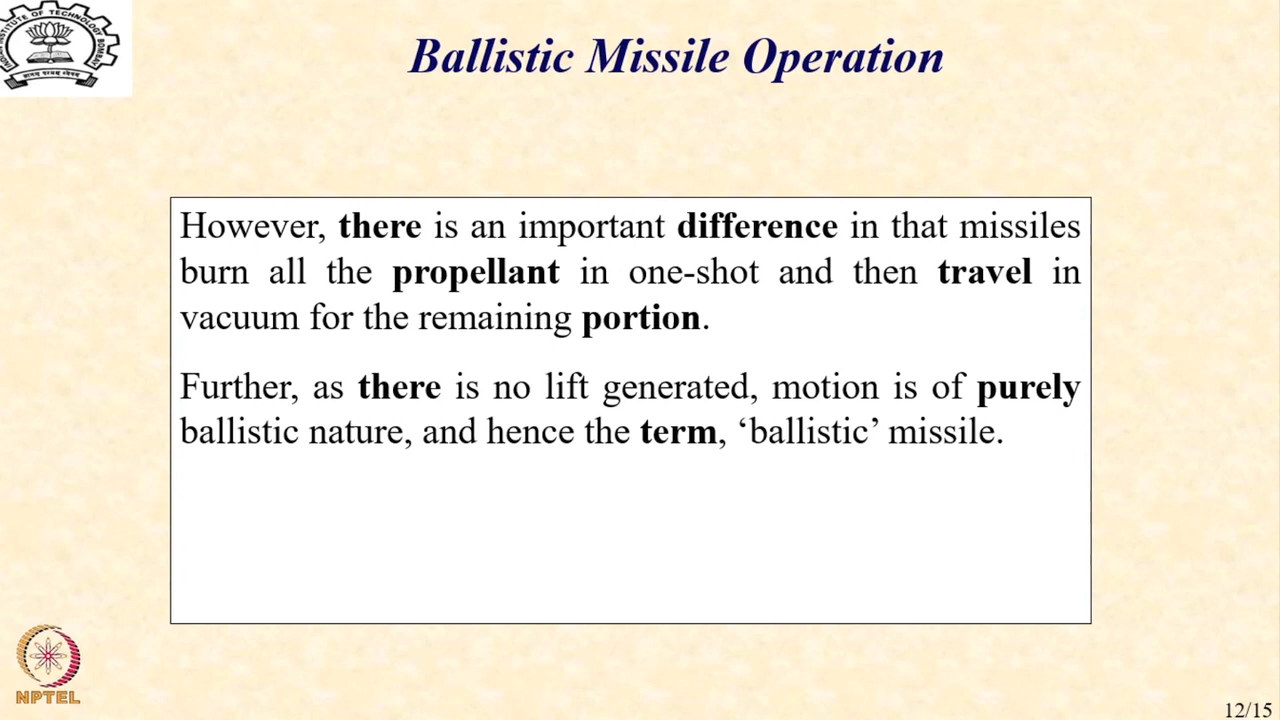 Ballistic Missile Operation
However, there is an important difference in that missiles
burn all the propellant in one-shot and then travel in
vacuum for the remaining portion.
Further, as there is no lift generated, motion is of purely
ballistic nature, and hence the term, ‘ballistic’ missile.
NPTEL
12/15